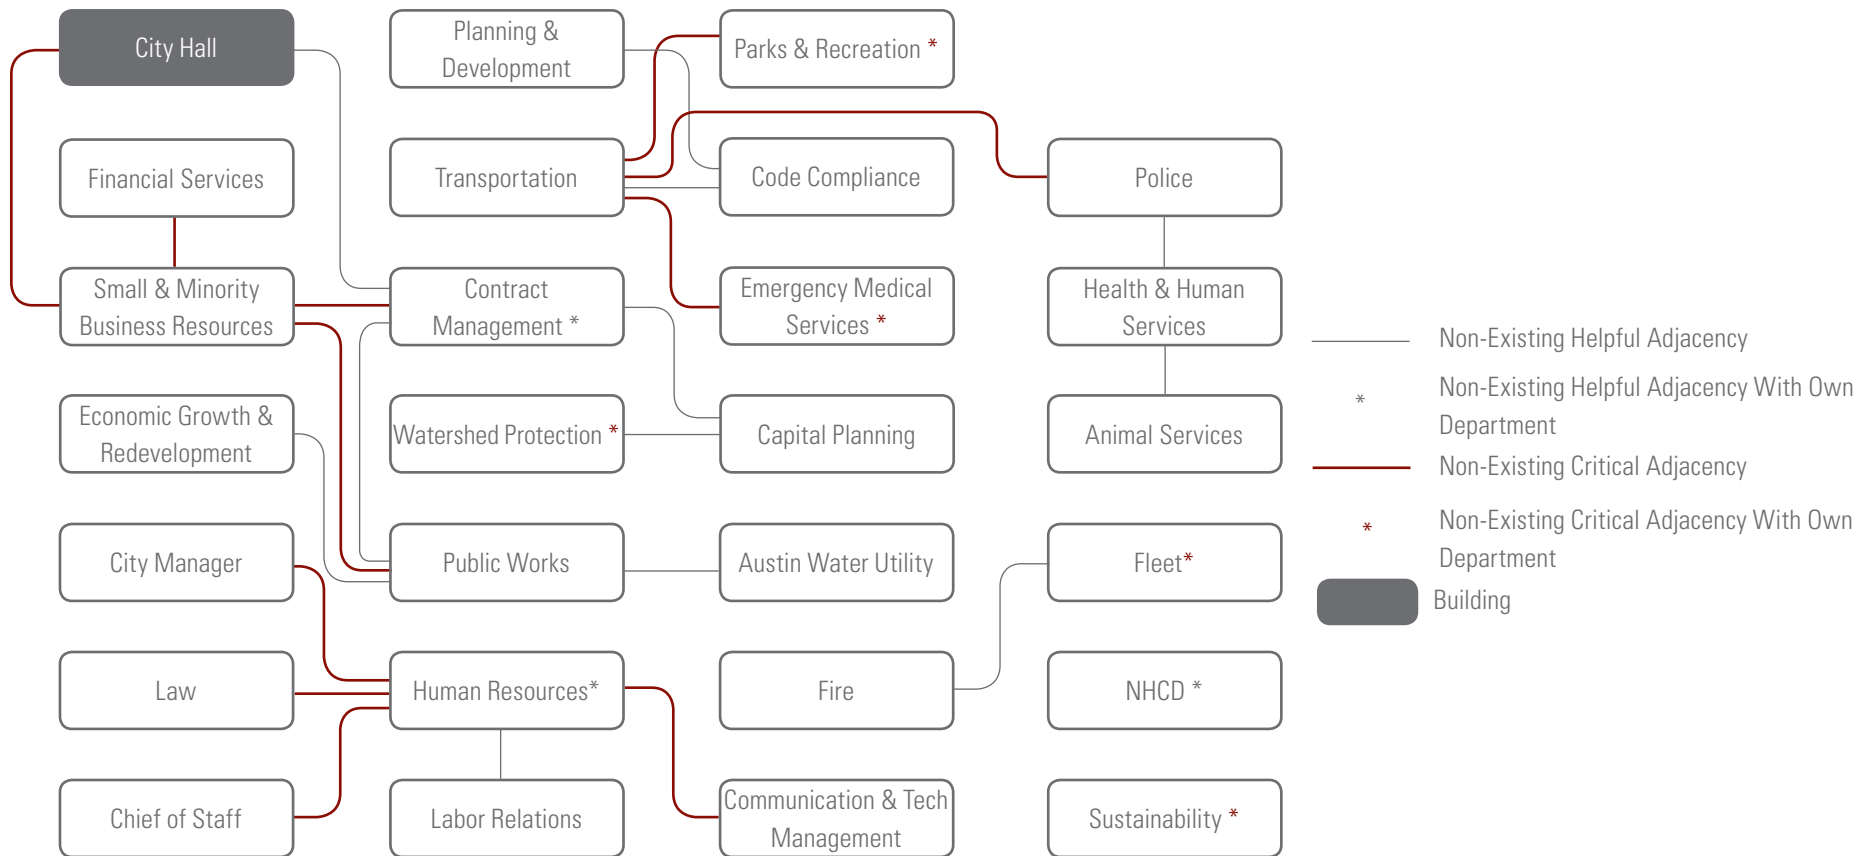 City Hall
Planning &
Development
Parks & Recreation *
Financial Services
Transportation
Code Compliance
Police
Small & Minority
Business Resources
Contract
Management *
Emergency Medical
Services *
Health & Human
Services
Economic Growth &
Redevelopment
Watershed Protection *
Capital Planning
Animal Services
City Manager
Public Works
Austin Water Utility
Fleet*
Law
Human Resources*
Fire
NHCD *
Chief of Staff
Labor Relations
Communication & Tech
Management
Sustainability *
Non-Existing Helpful Adjacency
* Non-Existing Helpful Adjacency With Own
Department
Non-Existing Critical Adjacency
* Non-Existing Critical Adjacency With Own
Department
Building